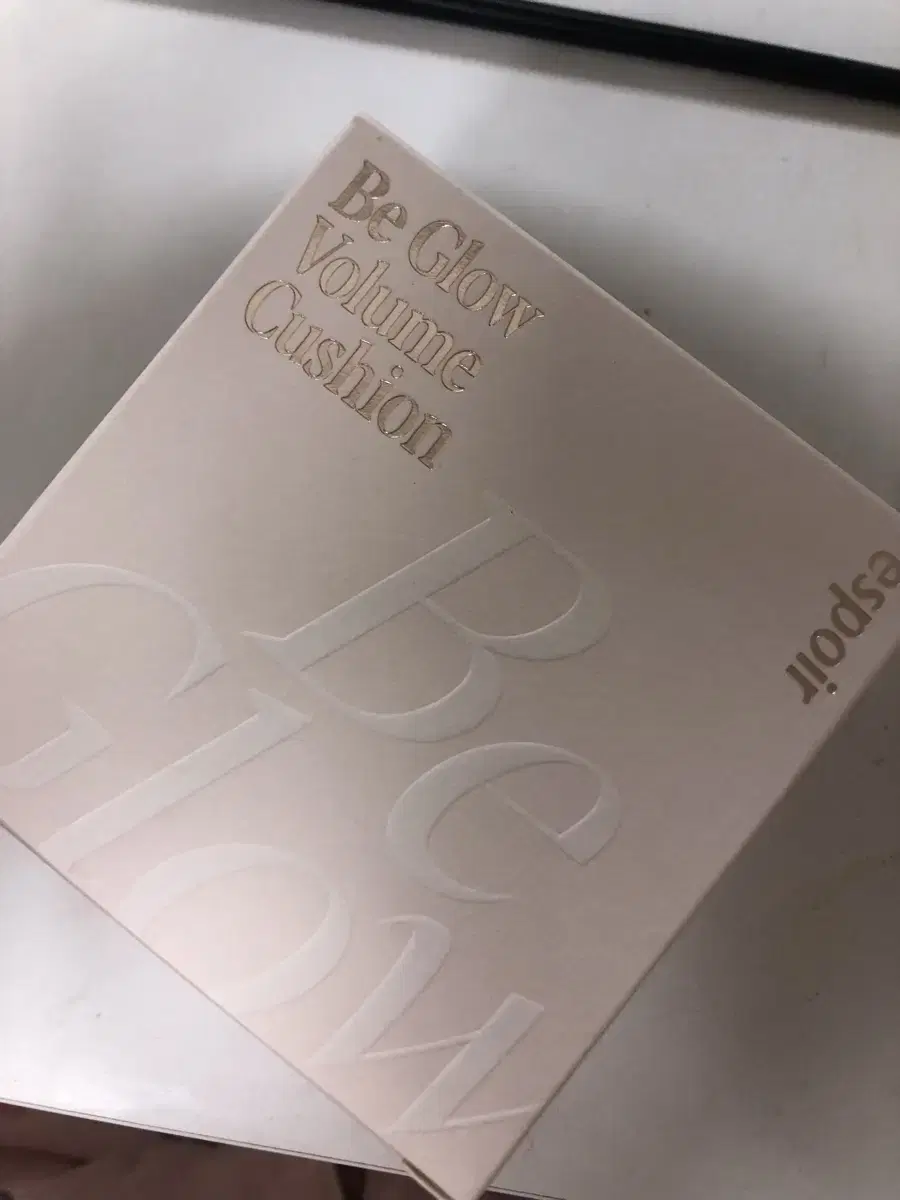 Be Glow
Volume
Cushion
espoir
Be
Glow